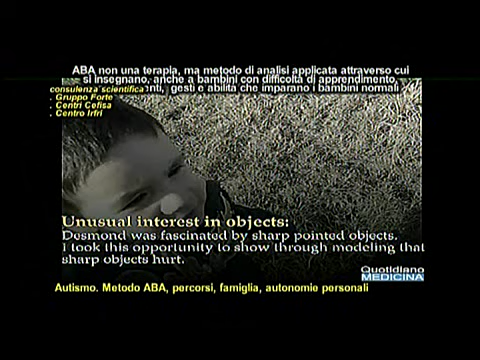 ABA non una terapia, ma metodo di analisi applicata attraverso cui
si insegnano, anche a bambini con difficoltà di apprendimento,
gesti e abilità che imparano i bambini normali
consulenza scientifica
. Gruppo Forte
. Centri Cefisa
. Centro Irfri
Unusual interest in objects:
Desmond was fascinated by sharp pointed objects.
I took this opportunity to show through modeling that
sharp objects hurt.
Quotidiano
MEDICINA
Autismo. Metodo ABA, percorsi, famiglia, autonomie personali